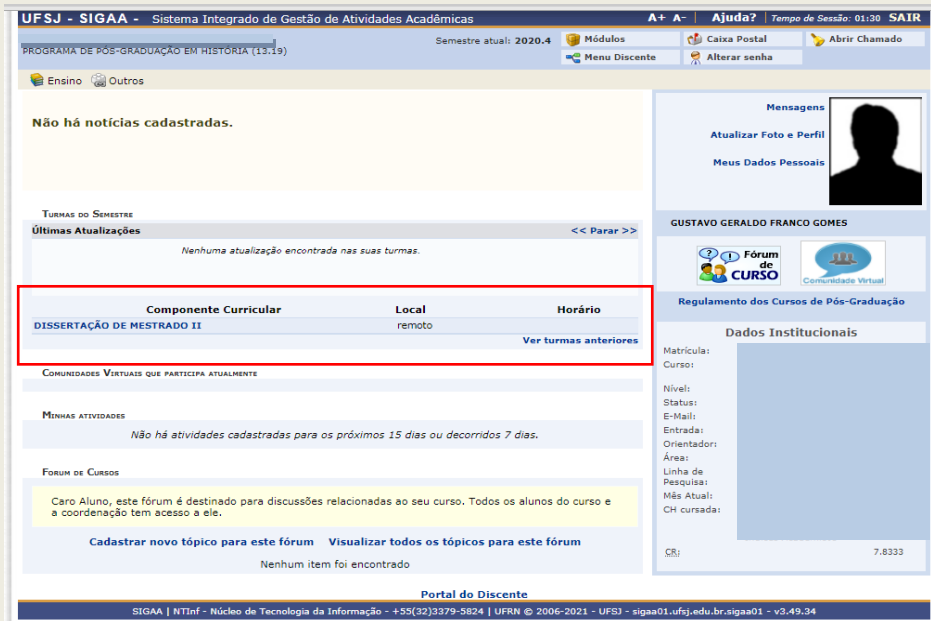 UFSJ - SIGAA - Sistema Integrado de Gestão de Atividades Acadêmicas A+ A- | Ajuda? | Tempo de Sessão: 01:30 SAIR
PROGRAMA DE PÓS-GRADUAÇÃO EM HISTÓRIA (13.19)
Semestre atual: 2020.4
Módulos
Caixa Postal
Abrir Chamado
Menu Discente
Alterar senha
Ensino Outros
Não há notícias cadastradas.
Mensagens
Atualizar Foto e Perfil
Meus Dados Pessoais
Turmas do Semestre
Últimas Atualizações << Parar >>
Nenhuma atualização encontrada nas suas turmas.
Componente Curricular Local Horário
DISSERTAÇÃO DE MESTRADO II remoto
Ver turmas anteriores
Comunidades Virtuais que participa atualmente
Minhas atividades
Não há atividades cadastradas para os próximos 15 dias ou decorridos 7 dias.
Forum de Cursos
Caro Aluno, este fórum é destinado para discussões relacionadas ao seu curso. Todos os alunos do curso e
a coordenação tem acesso a ele.
Cadastrar novo tópico para este fórum Visualizar todos os tópicos para este fórum
Nenhum item foi encontrado
GUSTAVO GERALDO FRANCO GOMES
Fórum
de
CURSO
Comunidade Virtual
Regulamento dos Cursos de Pós-Graduação
Dados Institucionais
Matrícula:
Curso:
Nível:
Status:
E-Mail:
Entrada:
Orientador:
Área:
Linha de
Pesquisa:
Mês Atual:
CH cursada:
CR: 7.8333
Portal do Discente
SIGAA | NTInf - Núcleo de Tecnologia da Informação - +55(32)3379-5824 | UFRN © 2006-2021 - UFSJ - sigaa01.ufsj.edu.br.sigaa01 - v3.49.34